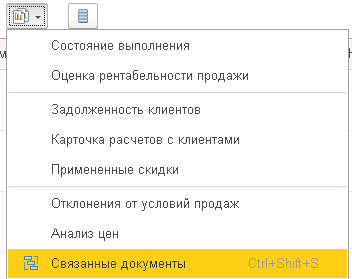 Состояние выполнения
Оценка рентабельности продажи
Задолженность клиентов
Карточка расчетов с клиентами
Примененные скидки
Отклонения от условий продаж
Анализ цен
Связанные документы Ctrl+Shift+S